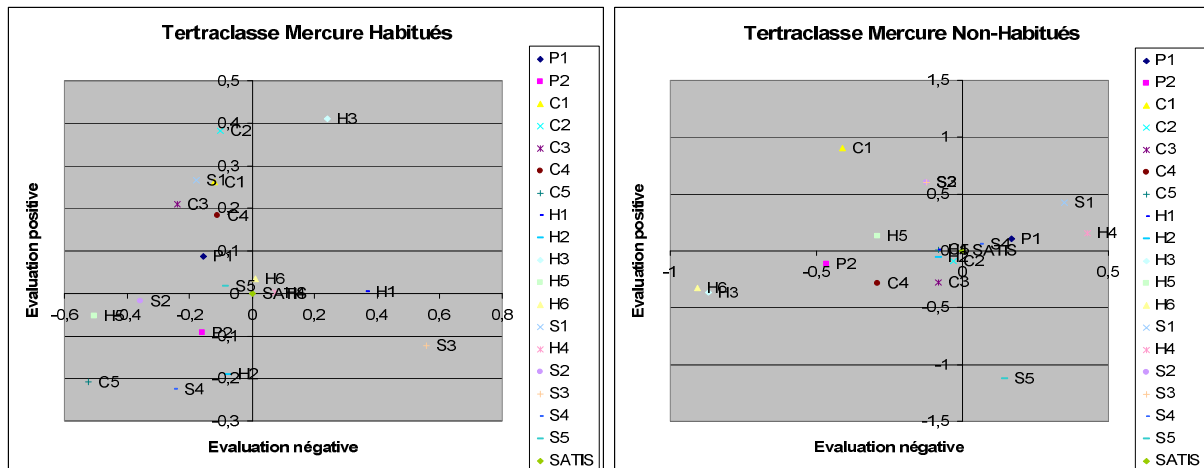 Tertraclasse Mercure Habitués
Evaluation positive
0,5
0,4
0,3
0,2
0,1
0
-0,1
-0,2
-0,3
-0,6
-0,4
-0,2
0
0,2
0,4
0,6
0,8
H3
C2
S1
C1
C3
C4
P1
H6
S5
SATIS
H4
H1
S2
H5
P2
S3
H2
C5
S4
Evaluation négative
P1
P2
C1
C2
C3
C4
C5
H1
H2
H3
H5
H6
S1
H4
S2
S3
S4
S5
SATIS
Tertraclasse Mercure Non-Habitués
Evaluation positive
1,5
1
0,5
0
-0,5
-1
-1,5
-1
-0,5
0
0,5
C1
S1
H4
H5
P1
S4
SATIS
H2
C2
P2
C4
C3
H6
H3
S5
Evaluation négative
P1
P2
C1
C2
C3
C4
C5
H1
H2
H3
H5
H6
S1
H4
S2
S3
S4
S5
SATIS